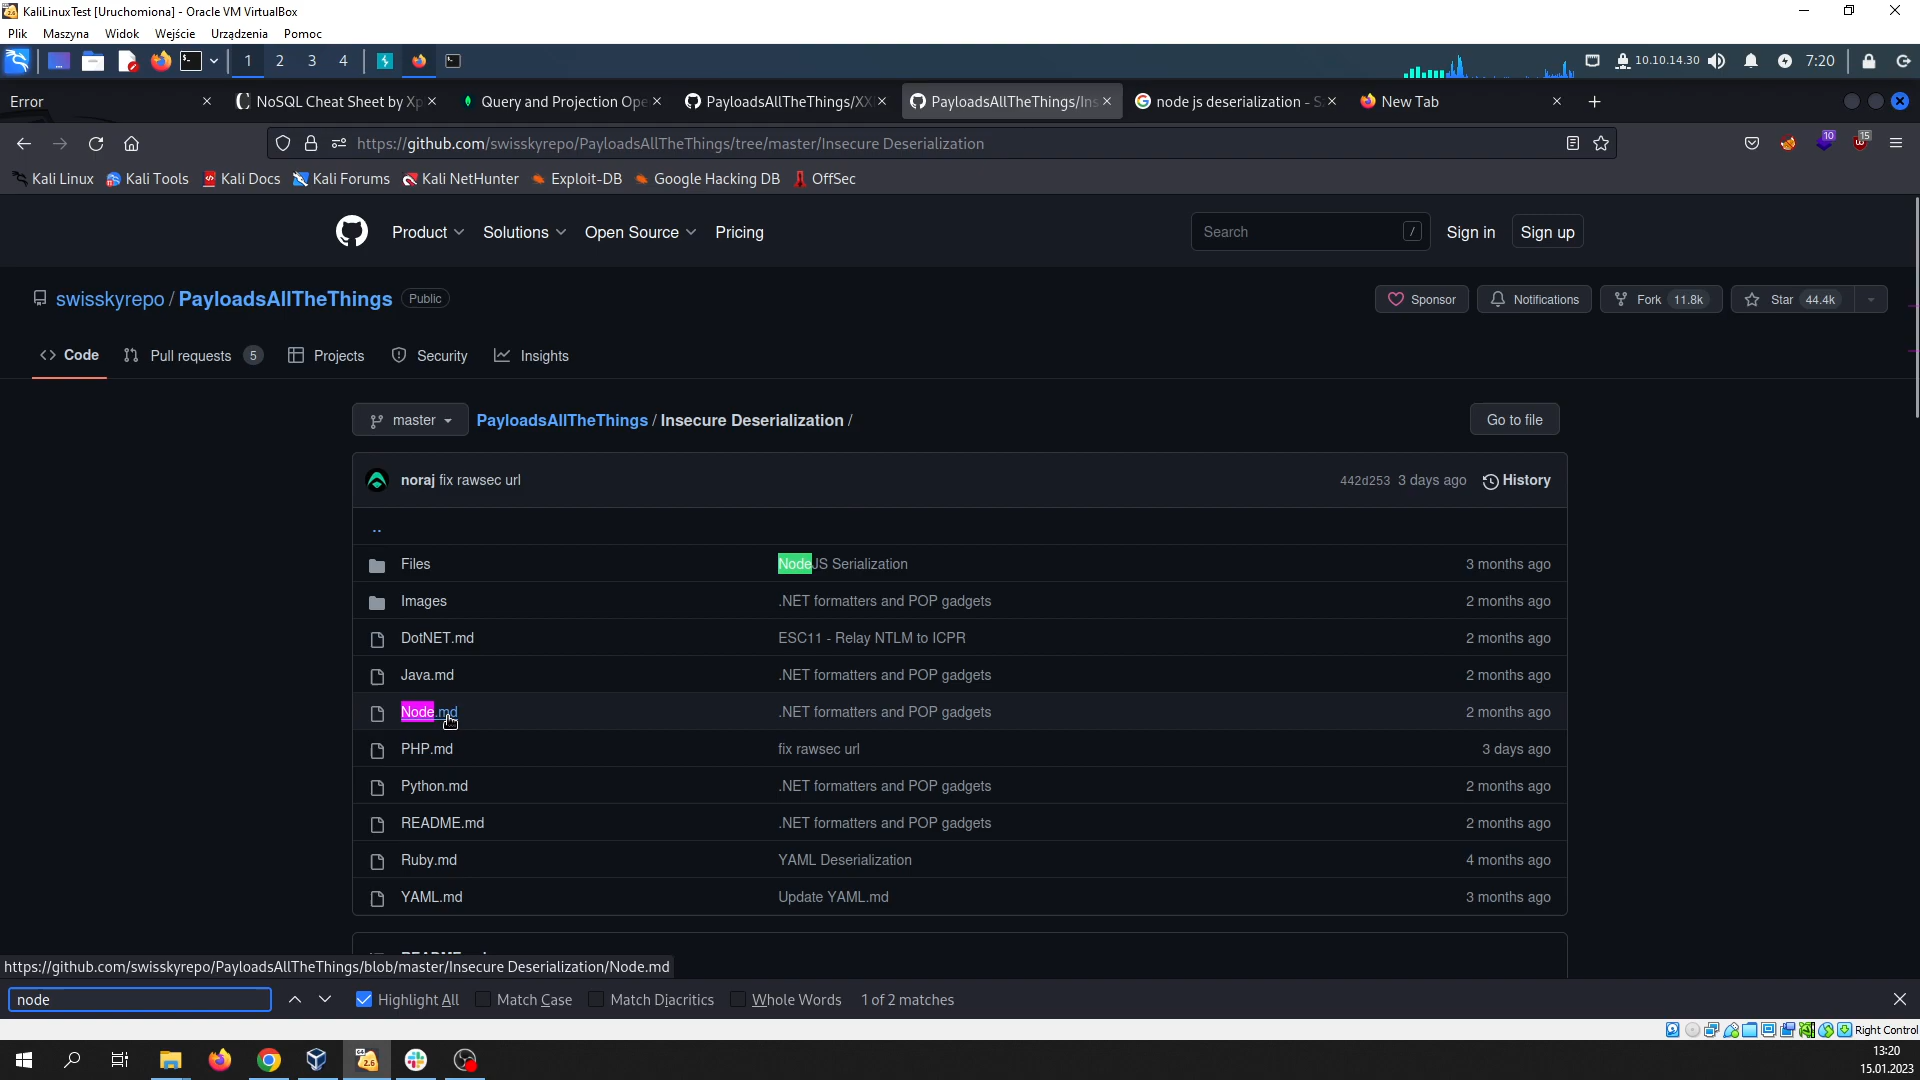 KaliLinuxTest [Uruchomiona] - Oracle VM VirtualBox
Plik Maszyna Widok Wejście Urządzenia Pomoc
1 2 3 4 10.10.14.30 7:20
Error NoSQL Cheat Sheet by Xp Query and Projection Ope PayloadsAllTheThings/XX PayloadsAllTheThings/Ins node js deserialization - S New Tab
https://github.com/swisskyrepo/PayloadsAllTheThings/tree/master/Insecure Deserialization 10 15
Kali Linux Kali Tools Kali Docs Kali Forums Kali NetHunter Exploit-DB Google Hacking DB OffSec
Product Solutions Open Source Pricing Search / Sign in Sign up
swisskyrepo / PayloadsAllTheThings Public Sponsor Notifications Fork 11.8k Star 44.4k
Code Pull requests 5 Projects Security Insights
master PayloadsAllTheThings / Insecure Deserialization / Go to file
noraj fix rawsec url 442d253 3 days ago History
..
Files NodeJS Serialization 3 months ago
Images .NET formatters and POP gadgets 2 months ago
DotNET.md ESC11 - Relay NTLM to ICPR 2 months ago
Java.md .NET formatters and POP gadgets 2 months ago
Node.md .NET formatters and POP gadgets 2 months ago
PHP.md fix rawsec url 3 days ago
Python.md .NET formatters and POP gadgets 2 months ago
README.md .NET formatters and POP gadgets 2 months ago
Ruby.md YAML Deserialization 4 months ago
YAML.md Update YAML.md 3 months ago
https://github.com/swisskyrepo/PayloadsAllTheThings/blob/master/Insecure Deserialization/Node.md
node Highlight All Match Case Match Diacritics Whole Words 1 of 2 matches
Right Control
13:20
15.01.2023